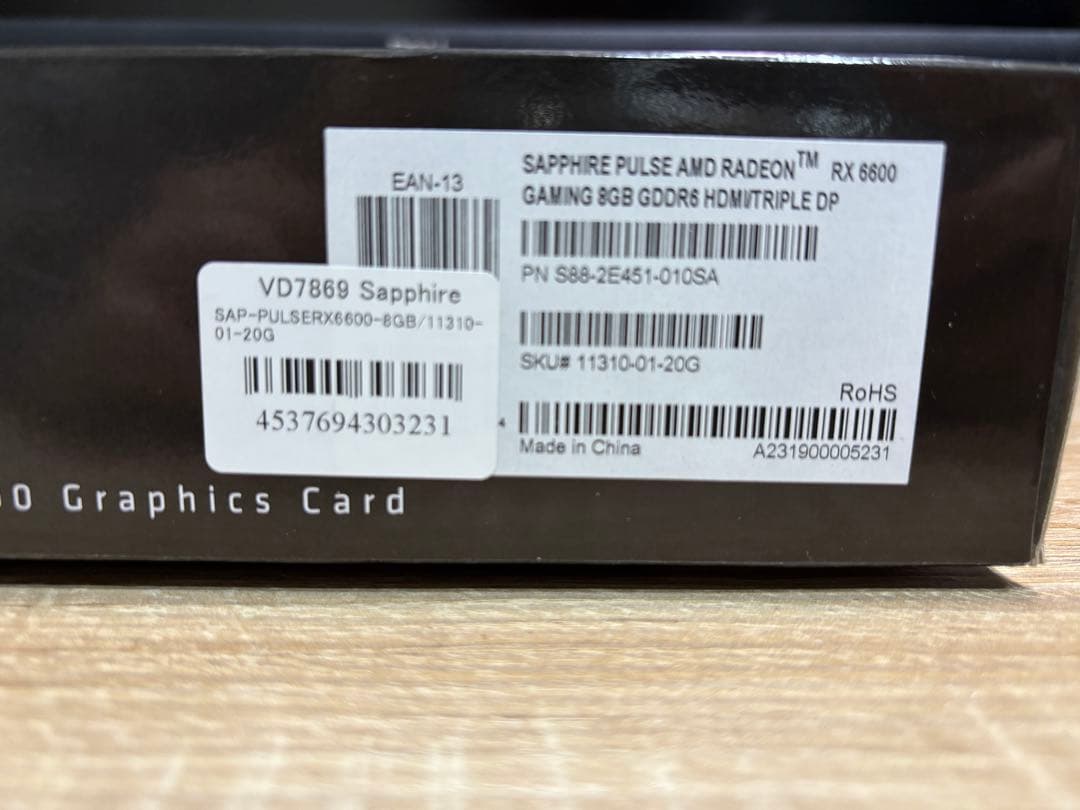 EAN-13
SAPPHIRE PULSE AMD RADEON™ RX 6600
GAMING 8GB GDDR6 HDMI/TRIPLE DP
PN S88-2E451-010SA
SKU# 11310-01-20G
RoHS
Made in China
A231900005231
VD7869 Sapphire
SAP-PULSERX6600-8GB/11310-
01-20G
4537694303231
4
0 Graphics Card